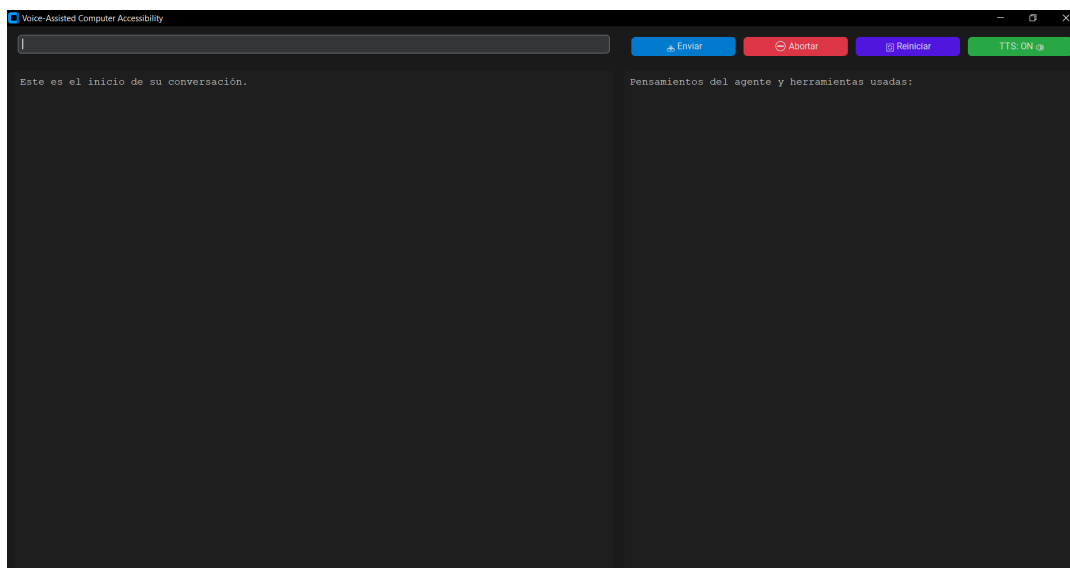 Voice-Assisted Computer Accessibility
Enviar
Abortar
Reiniciar
TTS: ON
Este es el inicio de su conversación.
Pensamientos del agente y herramientas usadas: